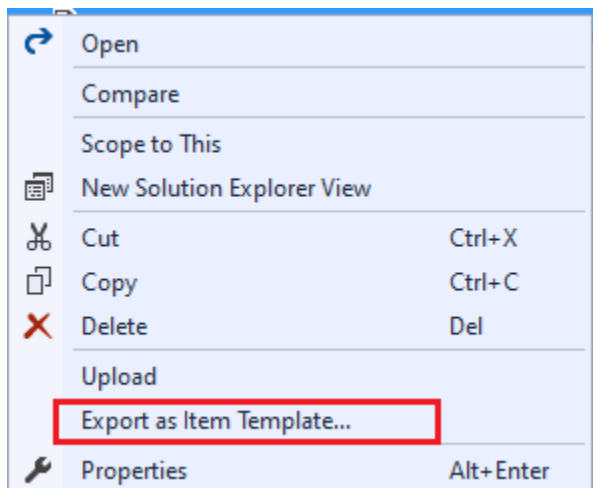 Open
Compare
Scope to This
New Solution Explorer View
Cut Ctrl+X
Copy Ctrl+C
Delete Del
Upload
Export as Item Template...
Properties Alt+Enter